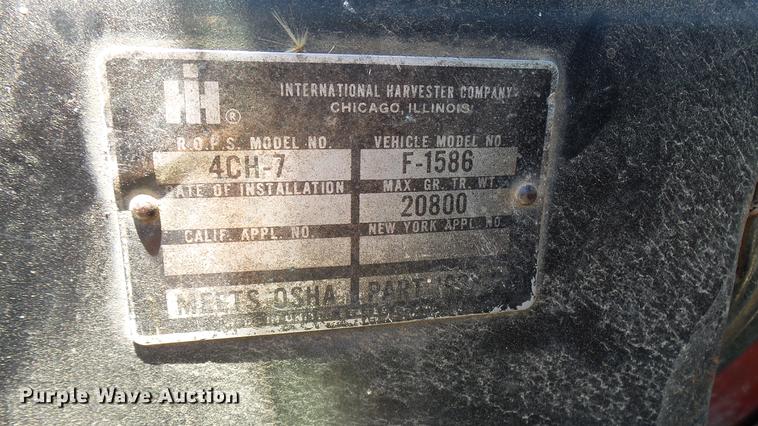 IH ®
INTERNATIONAL HARVESTER COMPANY
CHICAGO, ILLINOIS
R.O.P.S. MODEL NO. VEHICLE MODEL NO.
4CH-7 F-1586
DATE OF INSTALLATION MAX. GR. TR. WT.
20800
CALIF. APPL. NO. NEW YORK APPL. NO.
MEETS OSHA PART
Purple Wave Auction